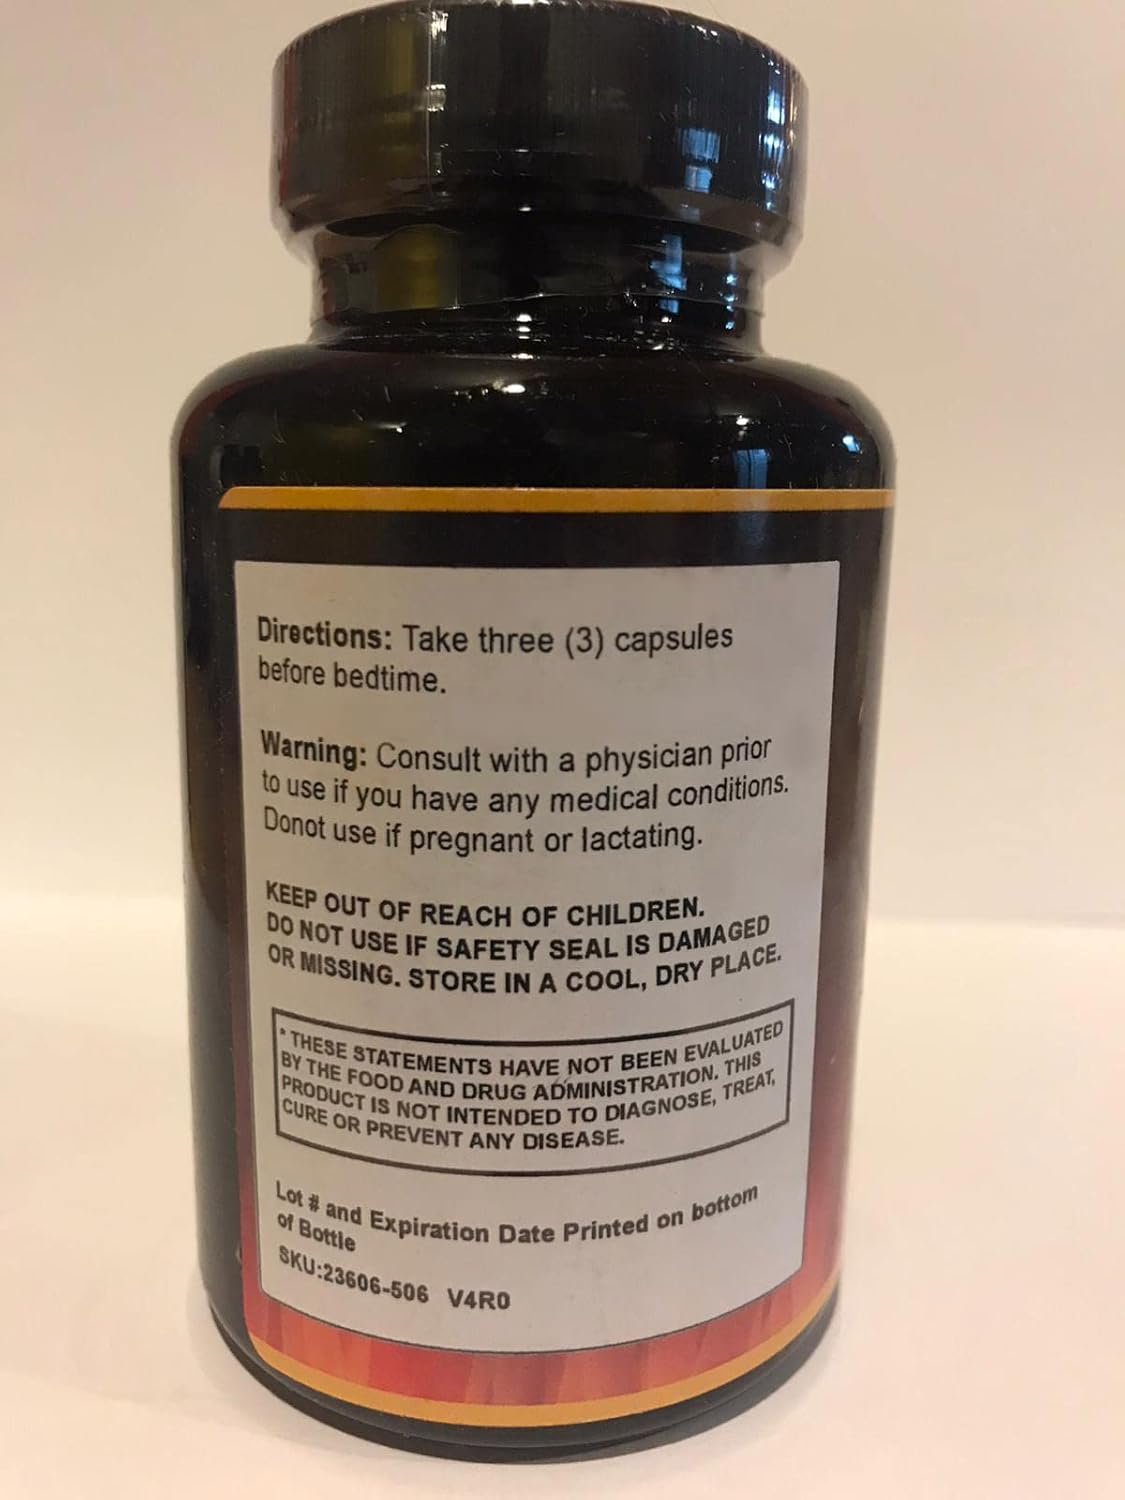 Directions: Take three (3) capsules
before bedtime.
Warning: Consult with a physician prior
to use if you have any medical conditions.
Donot use if pregnant or lactating.
KEEP OUT OF REACH OF CHILDREN.
DO NOT USE IF SAFETY SEAL IS DAMAGED
OR MISSING. STORE IN A COOL, DRY PLACE.
* THESE STATEMENTS HAVE NOT BEEN EVALUATED
BY THE FOOD AND DRUG ADMINISTRATION. THIS
PRODUCT IS NOT INTENDED TO DIAGNOSE, TREAT,
CURE OR PREVENT ANY DISEASE.
Lot # and Expiration Date Printed on bottom
of Bottle
SKU:23606-506 V4R0